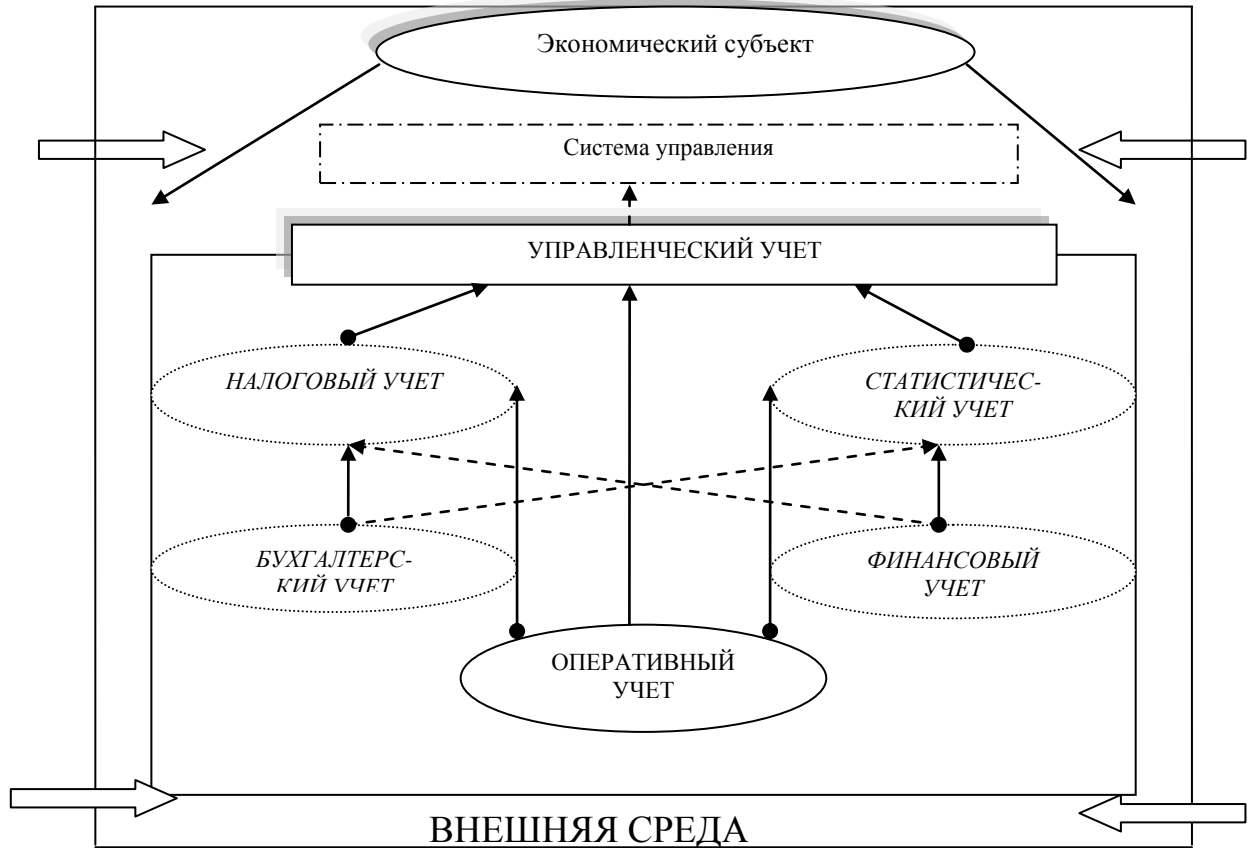 Экономический субъект
Система управления
УПРАВЛЕНЧЕСКИЙ УЧЕТ
НАЛОГОВЫЙ УЧЕТ
СТАТИСТИЧЕС-
КИЙ УЧЕТ
БУХГАЛТЕРС-
КИЙ УЧЕТ
ФИНАНСОВЫЙ
УЧЕТ
ОПЕРАТИВНЫЙ
УЧЕТ
ВНЕШНЯЯ СРЕДА